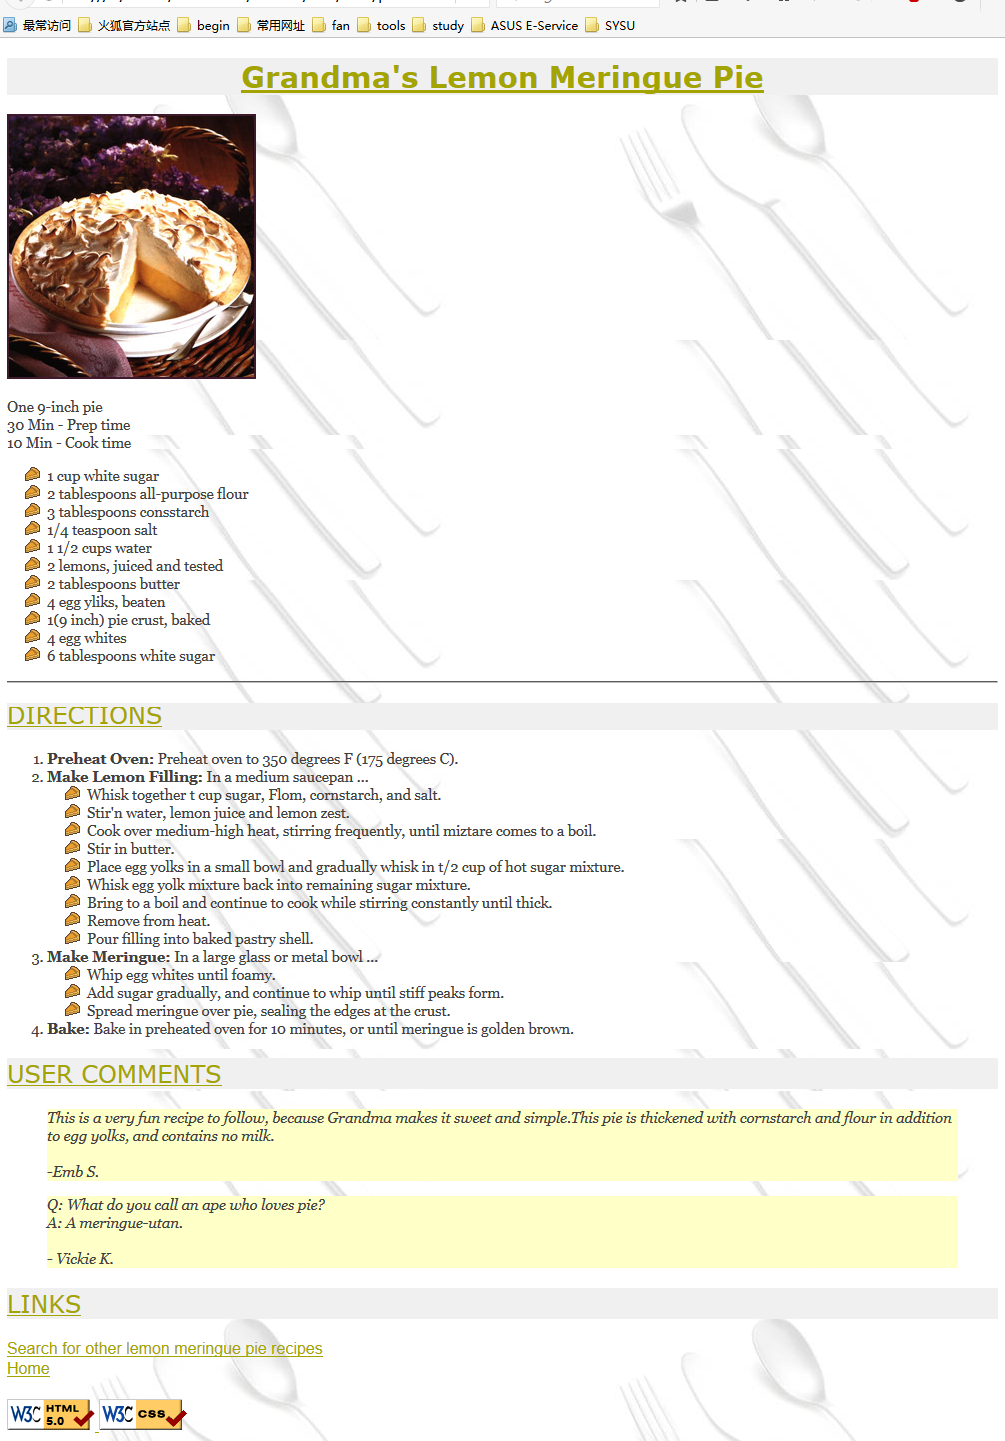 最常访问 火狐官方站点 begin 常用网址 fan tools study ASUS E-Service SYSU
Grandma's Lemon Meringue Pie
One 9-inch pie
30 Min - Prep time
10 Min - Cook time
1 cup white sugar
2 tablespoons all-purpose flour
3 tablespoons consstarch
1/4 teaspoon salt
1 1/2 cups water
2 lemons, juiced and tested
2 tablespoons butter
4 egg yliks, beaten
1(9 inch) pie crust, baked
4 egg whites
6 tablespoons white sugar
DIRECTIONS
1. Preheat Oven: Preheat oven to 350 degrees F (175 degrees C).
2. Make Lemon Filling: In a medium saucepan ...
Whisk together t cup sugar, Flom, cornstarch, and salt.
Stir'n water, lemon juice and lemon zest.
Cook over medium-high heat, stirring frequently, until miztare comes to a boil.
Stir in butter.
Place egg yolks in a small bowl and gradually whisk in t/2 cup of hot sugar mixture.
Whisk egg yolk mixture back into remaining sugar mixture.
Bring to a boil and continue to cook while stirring constantly until thick.
Remove from heat.
Pour filling into baked pastry shell.
3. Make Meringue: In a large glass or metal bowl ...
Whip egg whites until foamy.
Add sugar gradually, and continue to whip until stiff peaks form.
Spread meringue over pie, sealing the edges at the crust.
4. Bake: Bake in preheated oven for 10 minutes, or until meringue is golden brown.
USER COMMENTS
This is a very fun recipe to follow, because Grandma makes it sweet and simple.This pie is thickened with cornstarch and flour in addition
to egg yolks, and contains no milk.
-Emb S.
Q: What do you call an ape who loves pie?
A: A meringue-utan.
- Vickie K.
LINKS
Search for other lemon meringue pie recipes
Home
W3C HTML 5.0 W3C CSS